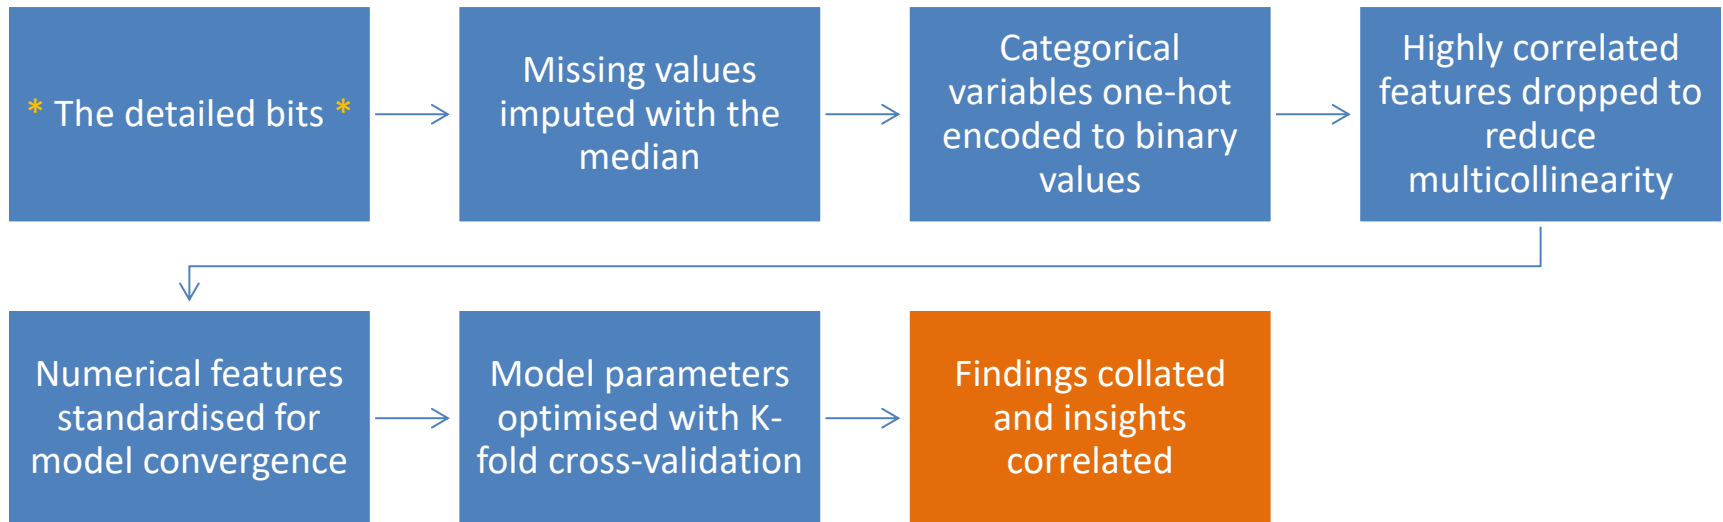 * The detailed bits *
Missing values
imputed with the
median
Categorical
variables one-hot
encoded to binary
values
Highly correlated
features dropped to
reduce
multicollinearity
Numerical features
standardised for
model convergence
Model parameters
optimised with K-
fold cross-validation
Findings collated
and insights
correlated